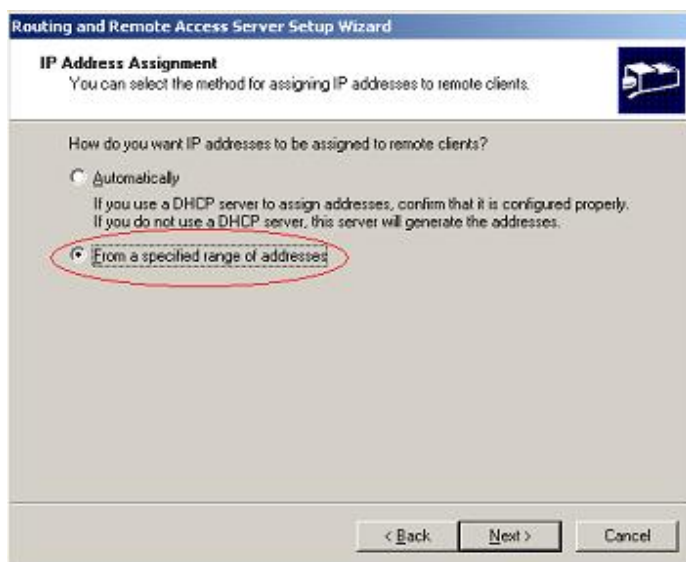 Routing and Remote Access Server Setup Wizard
IP Address Assignment
You can select the method for assigning IP addresses to remote clients.
How do you want IP addresses to be assigned to remote clients?
Automatically
If you use a DHCP server to assign addresses, confirm that it is configured properly.
If you do not use a DHCP server, this server will generate the addresses.
From a specified range of addresses
< Back
Next >
Cancel